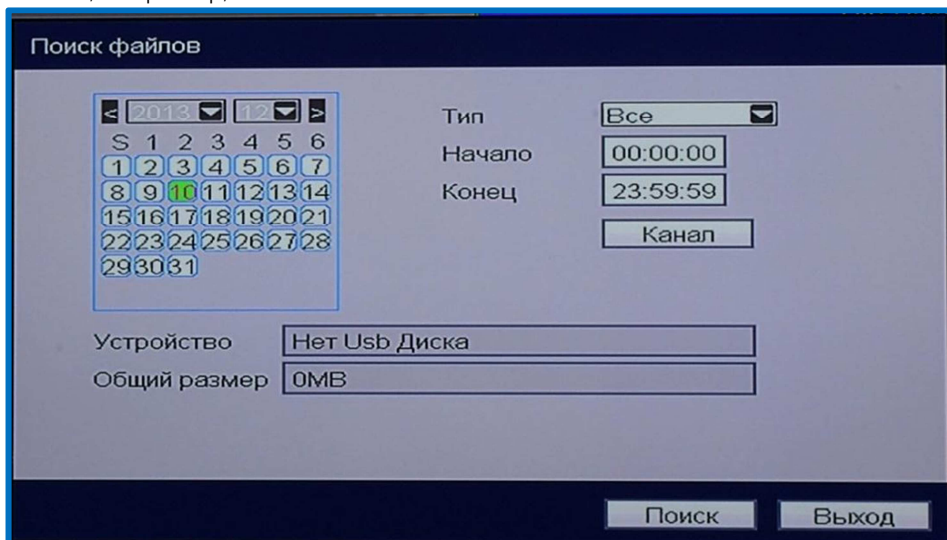 Поиск файлов
< 2013 12 >
S 1 2 3 4 5 6
1 2 3 4 5 6 7
8 9 10 11 12 13 14
15 16 17 18 19 20 21
22 23 24 25 26 27 28
29 30 31
Тип Все
Начало 00:00:00
Конец 23:59:59
Канал
Устройство Нет Usb Диска
Общий размер 0MB
Поиск Выход